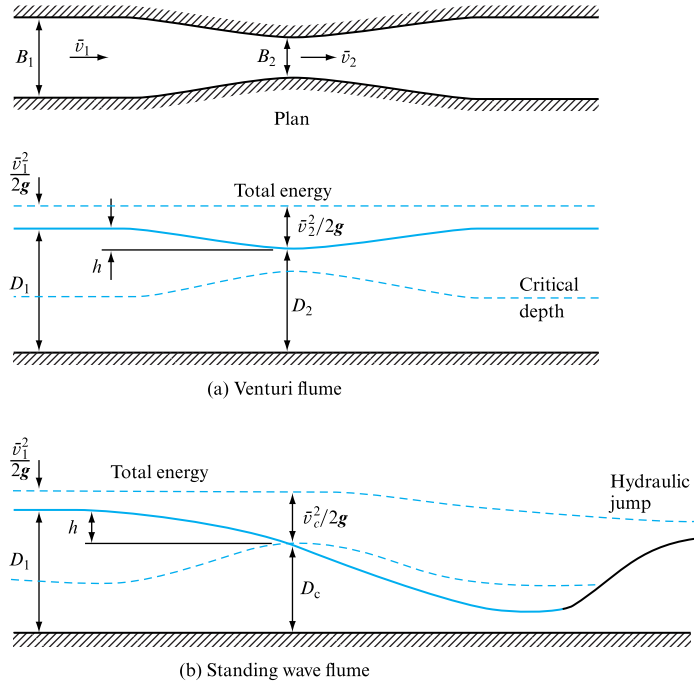 B₁
v̄₁
B₂
v̄₂
Plan
v̄₁²/2g
Total energy
v̄₂²/2g
h
D₁
D₂
Critical
depth
(a) Venturi flume
v̄₁²/2g
Total energy
Hydraulic
jump
h
v̄c²/2g
D₁
Dc
(b) Standing wave flume